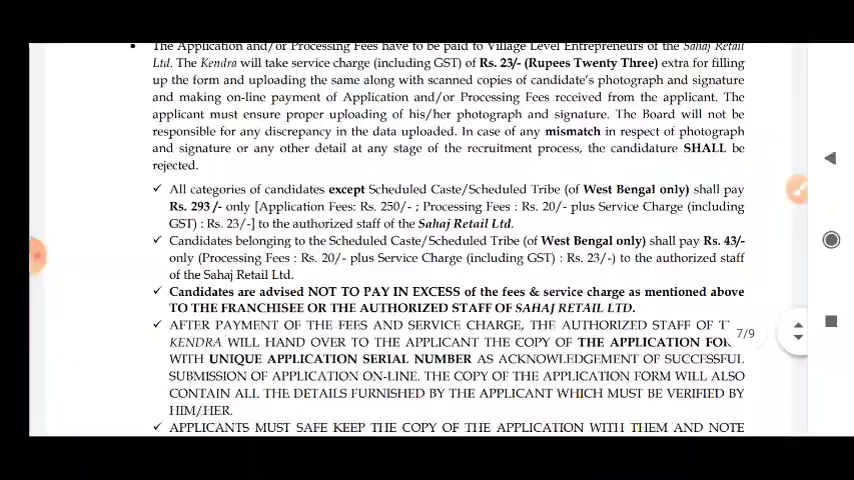 • The Application and/or Processing Fees have to be paid to Village Level Entrepreneurs of the Sahaj Retail
Ltd. The Kendra will take service charge (including GST) of Rs. 23/- (Rupees Twenty Three) extra for filling
up the form and uploading the same along with scanned copies of candidate's photograph and signature
and making on-line payment of Application and/or Processing Fees received from the applicant. The
applicant must ensure proper uploading of his/her photograph and signature. The Board will not be
responsible for any discrepancy in the data uploaded. In case of any mismatch in respect of photograph
and signature or any other detail at any stage of the recruitment process, the candidature SHALL be
rejected.
✓ All categories of candidates except Scheduled Caste/Scheduled Tribe (of West Bengal only) shall pay
Rs. 293/- only [Application Fees: Rs. 250/- ; Processing Fees : Rs. 20/- plus Service Charge (including
GST) : Rs. 23/-] to the authorized staff of the Sahaj Retail Ltd.
✓ Candidates belonging to the Scheduled Caste/Scheduled Tribe (of West Bengal only) shall pay Rs. 43/-
only (Processing Fees : Rs. 20/- plus Service Charge (including GST) : Rs. 23/-) to the authorized staff
of the Sahaj Retail Ltd.
✓ Candidates are advised NOT TO PAY IN EXCESS of the fees & service charge as mentioned above
TO THE FRANCHISEE OR THE AUTHORIZED STAFF OF SAHAJ RETAIL LTD.
✓ AFTER PAYMENT OF THE FEES AND SERVICE CHARGE, THE AUTHORIZED STAFF OF T
KENDRA WILL HAND OVER TO THE APPLICANT THE COPY OF THE APPLICATION FOR
7/9
WITH UNIQUE APPLICATION SERIAL NUMBER AS ACKNOWLEDGEMENT OF SUCCESSFUL
SUBMISSION OF APPLICATION ON-LINE. THE COPY OF THE APPLICATION FORM WILL ALSO
CONTAIN ALL THE DETAILS FURNISHED BY THE APPLICANT WHICH MUST BE VERIFIED BY
HIM/HER.
✓ APPLICANTS MUST SAFE KEEP THE COPY OF THE APPLICATION WITH THEM AND NOTE